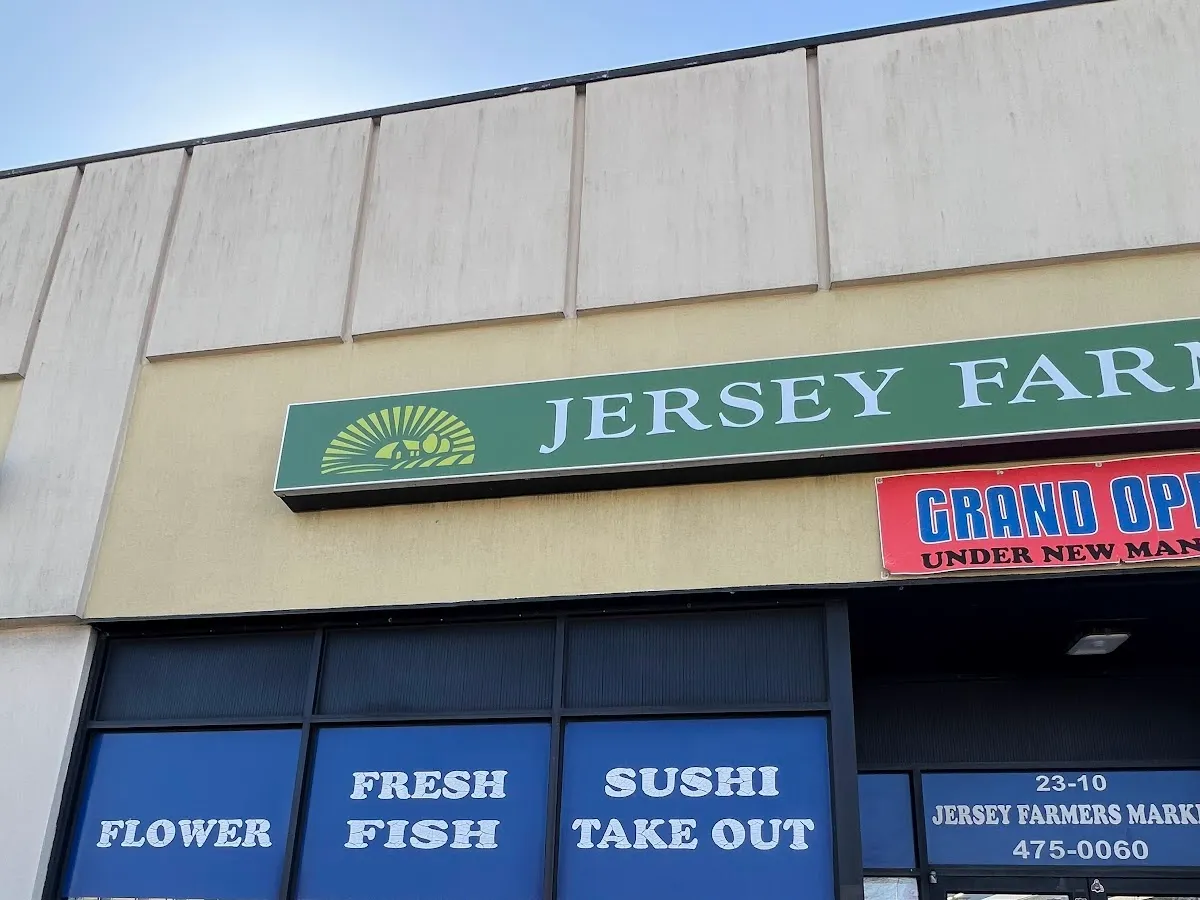 JERSEY FAR
GRAND OP
UNDER NEW MAN
FLOWER
FRESH
FISH
SUSHI
TAKE OUT
23-10
JERSEY FARMERS MARK
475-0060